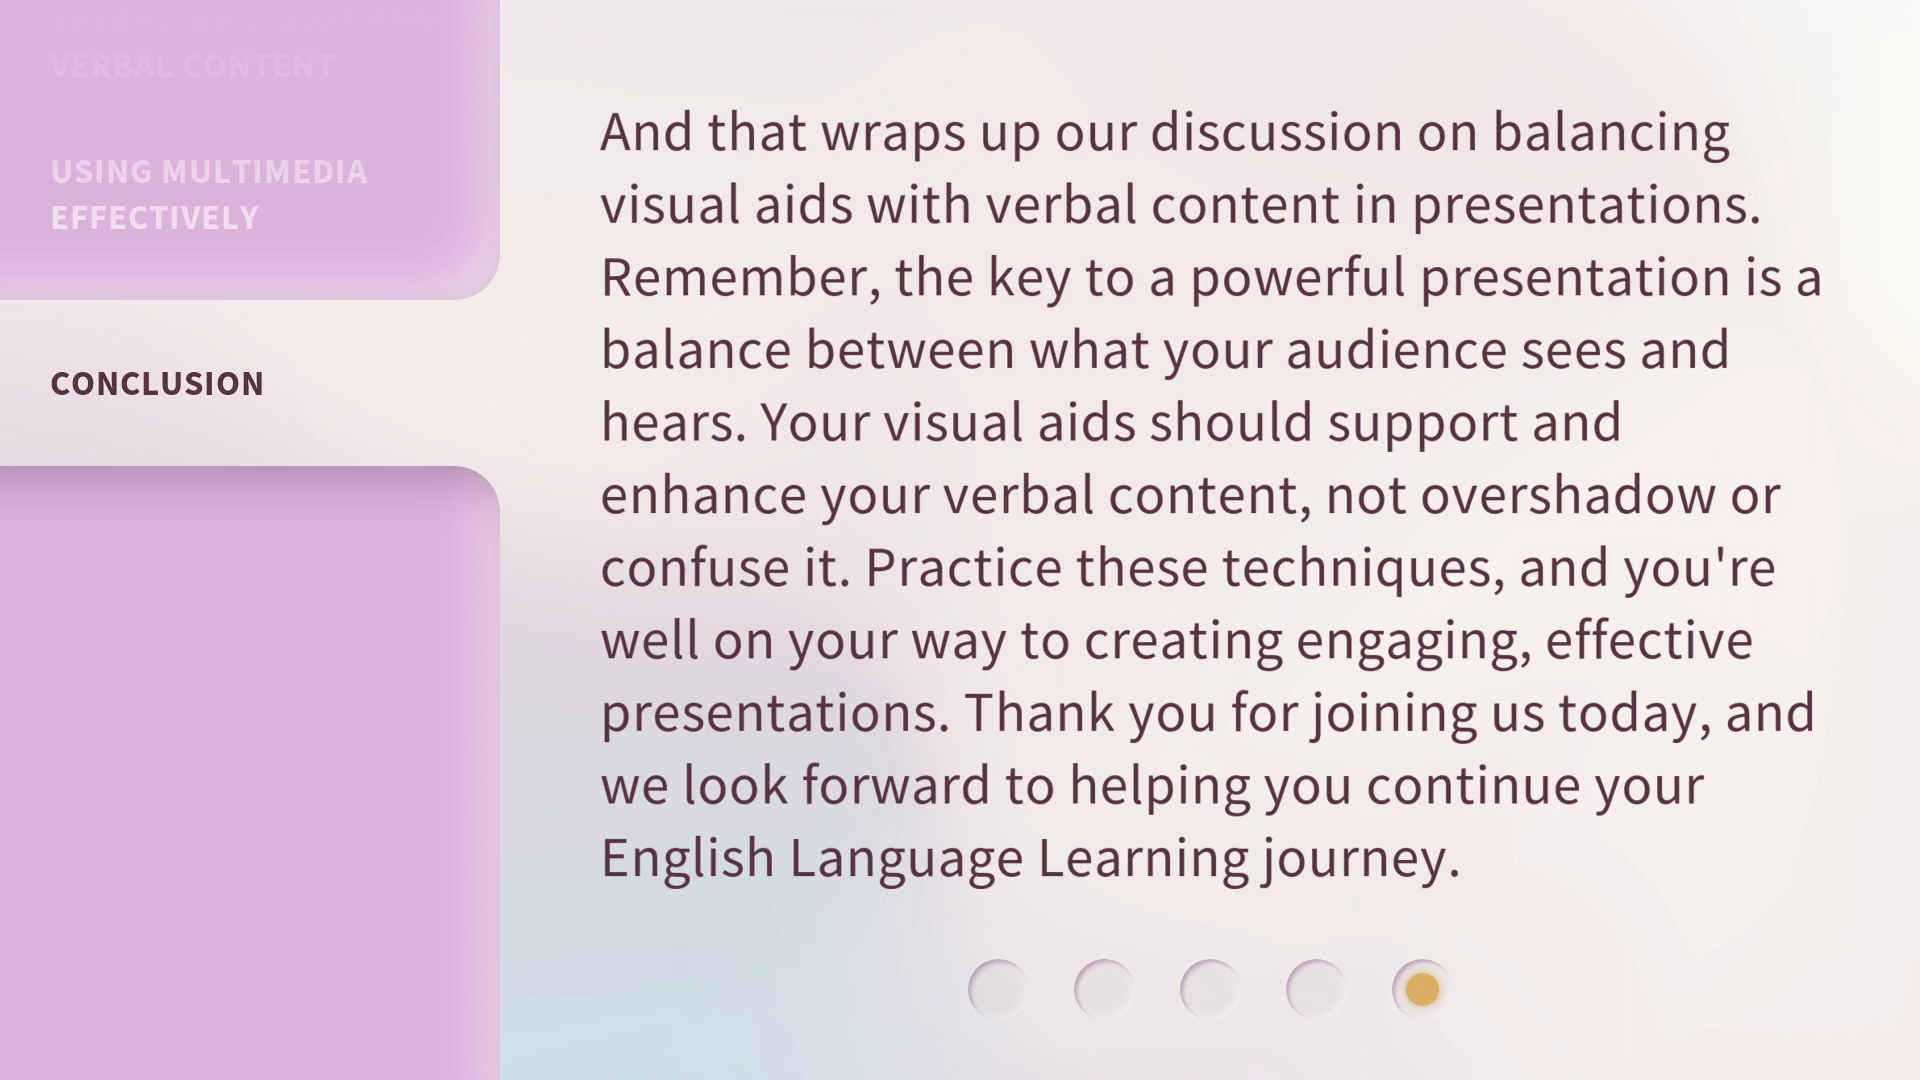 VERBAL CONTENT
USING MULTIMEDIA
EFFECTIVELY
CONCLUSION
And that wraps up our discussion on balancing
visual aids with verbal content in presentations.
Remember, the key to a powerful presentation is a
balance between what your audience sees and
hears. Your visual aids should support and
enhance your verbal content, not overshadow or
confuse it. Practice these techniques, and you're
well on your way to creating engaging, effective
presentations. Thank you for joining us today, and
we look forward to helping you continue your
English Language Learning journey.